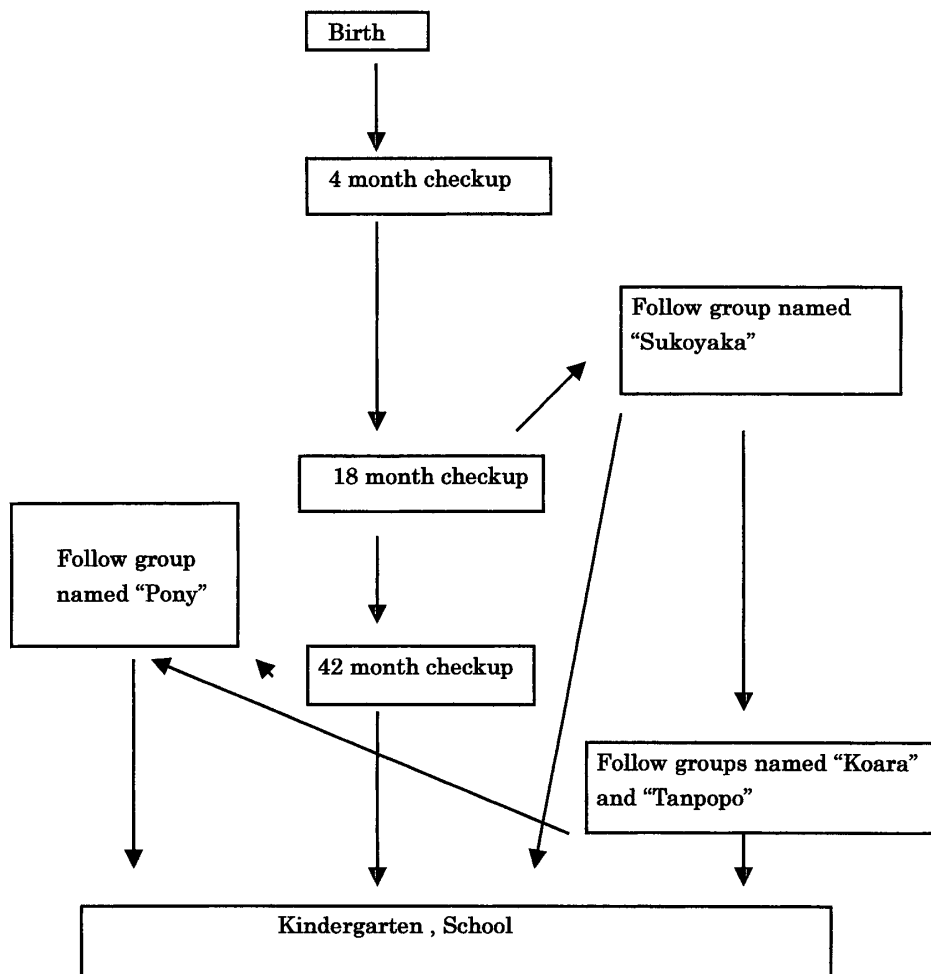 Birth
4 month checkup
Follow group named
“Sukoyaka”
18 month checkup
Follow group
named “Pony”
42 month checkup
Follow groups named “Koara”
and “Tanpopo”
Kindergarten , School